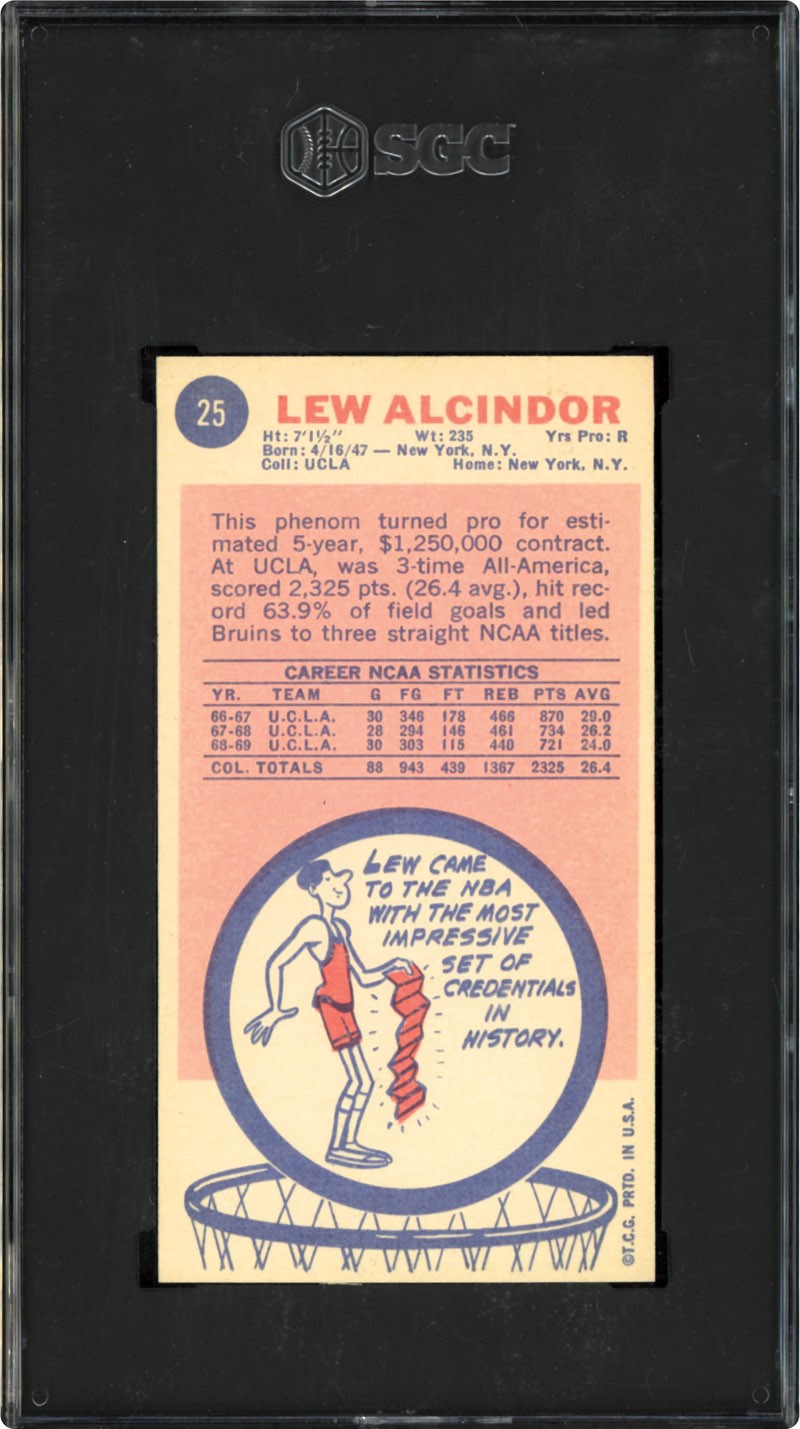 SGC
25
LEW ALCINDOR
Ht: 7'1½" Wt: 235 Yrs Pro: R
Born: 4/16/47 — New York, N.Y.
Coll: UCLA Home: New York, N.Y.
This phenom turned pro for esti-
mated 5-year, $1,250,000 contract.
At UCLA, was 3-time All-America,
scored 2,325 pts. (26.4 avg.), hit rec-
ord 63.9% of field goals and led
Bruins to three straight NCAA titles.
CAREER NCAA STATISTICS
YR. TEAM G FG FT REB PTS AVG
66-67 U.C.L.A. 30 346 178 466 870 29.0
67-68 U.C.L.A. 28 294 146 461 734 26.2
68-69 U.C.L.A. 30 303 115 440 721 24.0
COL. TOTALS 88 943 439 1367 2325 26.4
LEW CAME
TO THE NBA
WITH THE MOST
IMPRESSIVE
SET OF
CREDENTIALS
IN
HISTORY.
©T.C.G. PRTD. IN U.S.A.